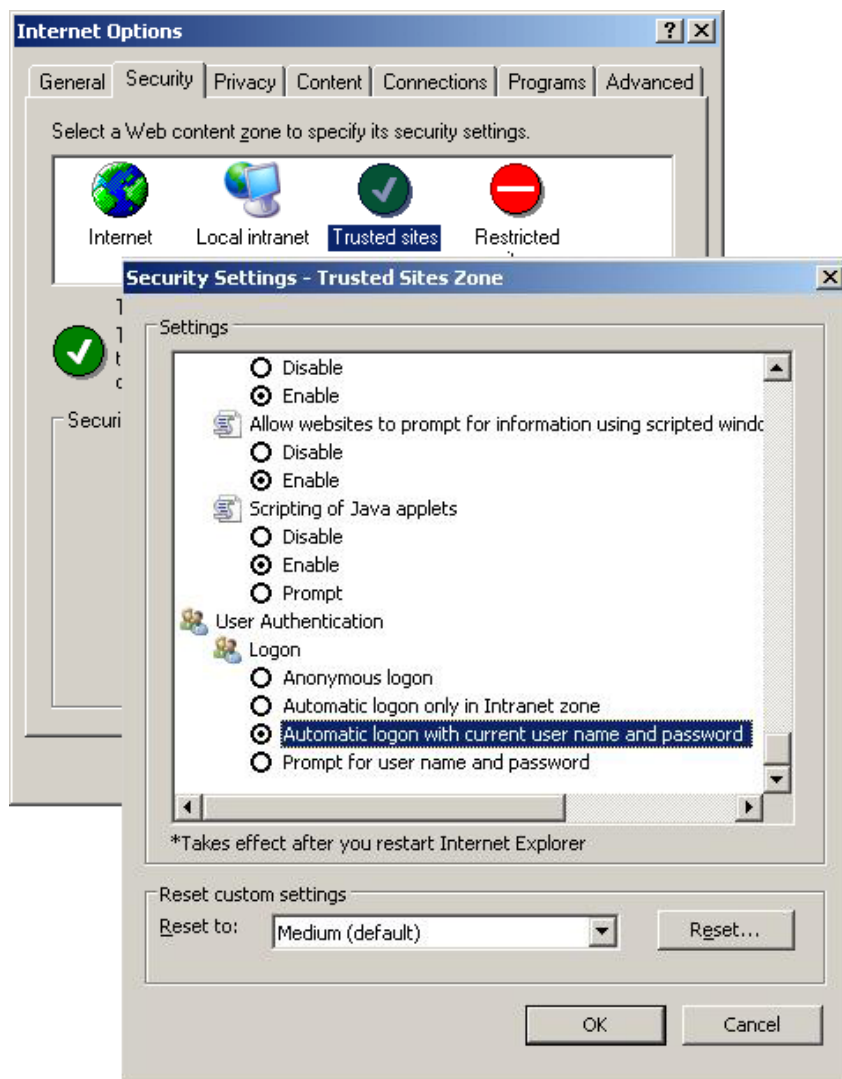 Internet Options
General Security Privacy Content Connections Programs Advanced
Select a Web content zone to specify its security settings.
Internet Local intranet Trusted sites Restricted
Security Settings - Trusted Sites Zone
Securi
Settings
Disable
Enable
Allow websites to prompt for information using scripted windo
Disable
Enable
Scripting of Java applets
Disable
Enable
Prompt
User Authentication
Logon
Anonymous logon
Automatic logon only in Intranet zone
Automatic logon with current user name and password
Prompt for user name and password
*Takes effect after you restart Internet Explorer
Reset custom settings
Reset to: Medium (default) Reset...
OK Cancel